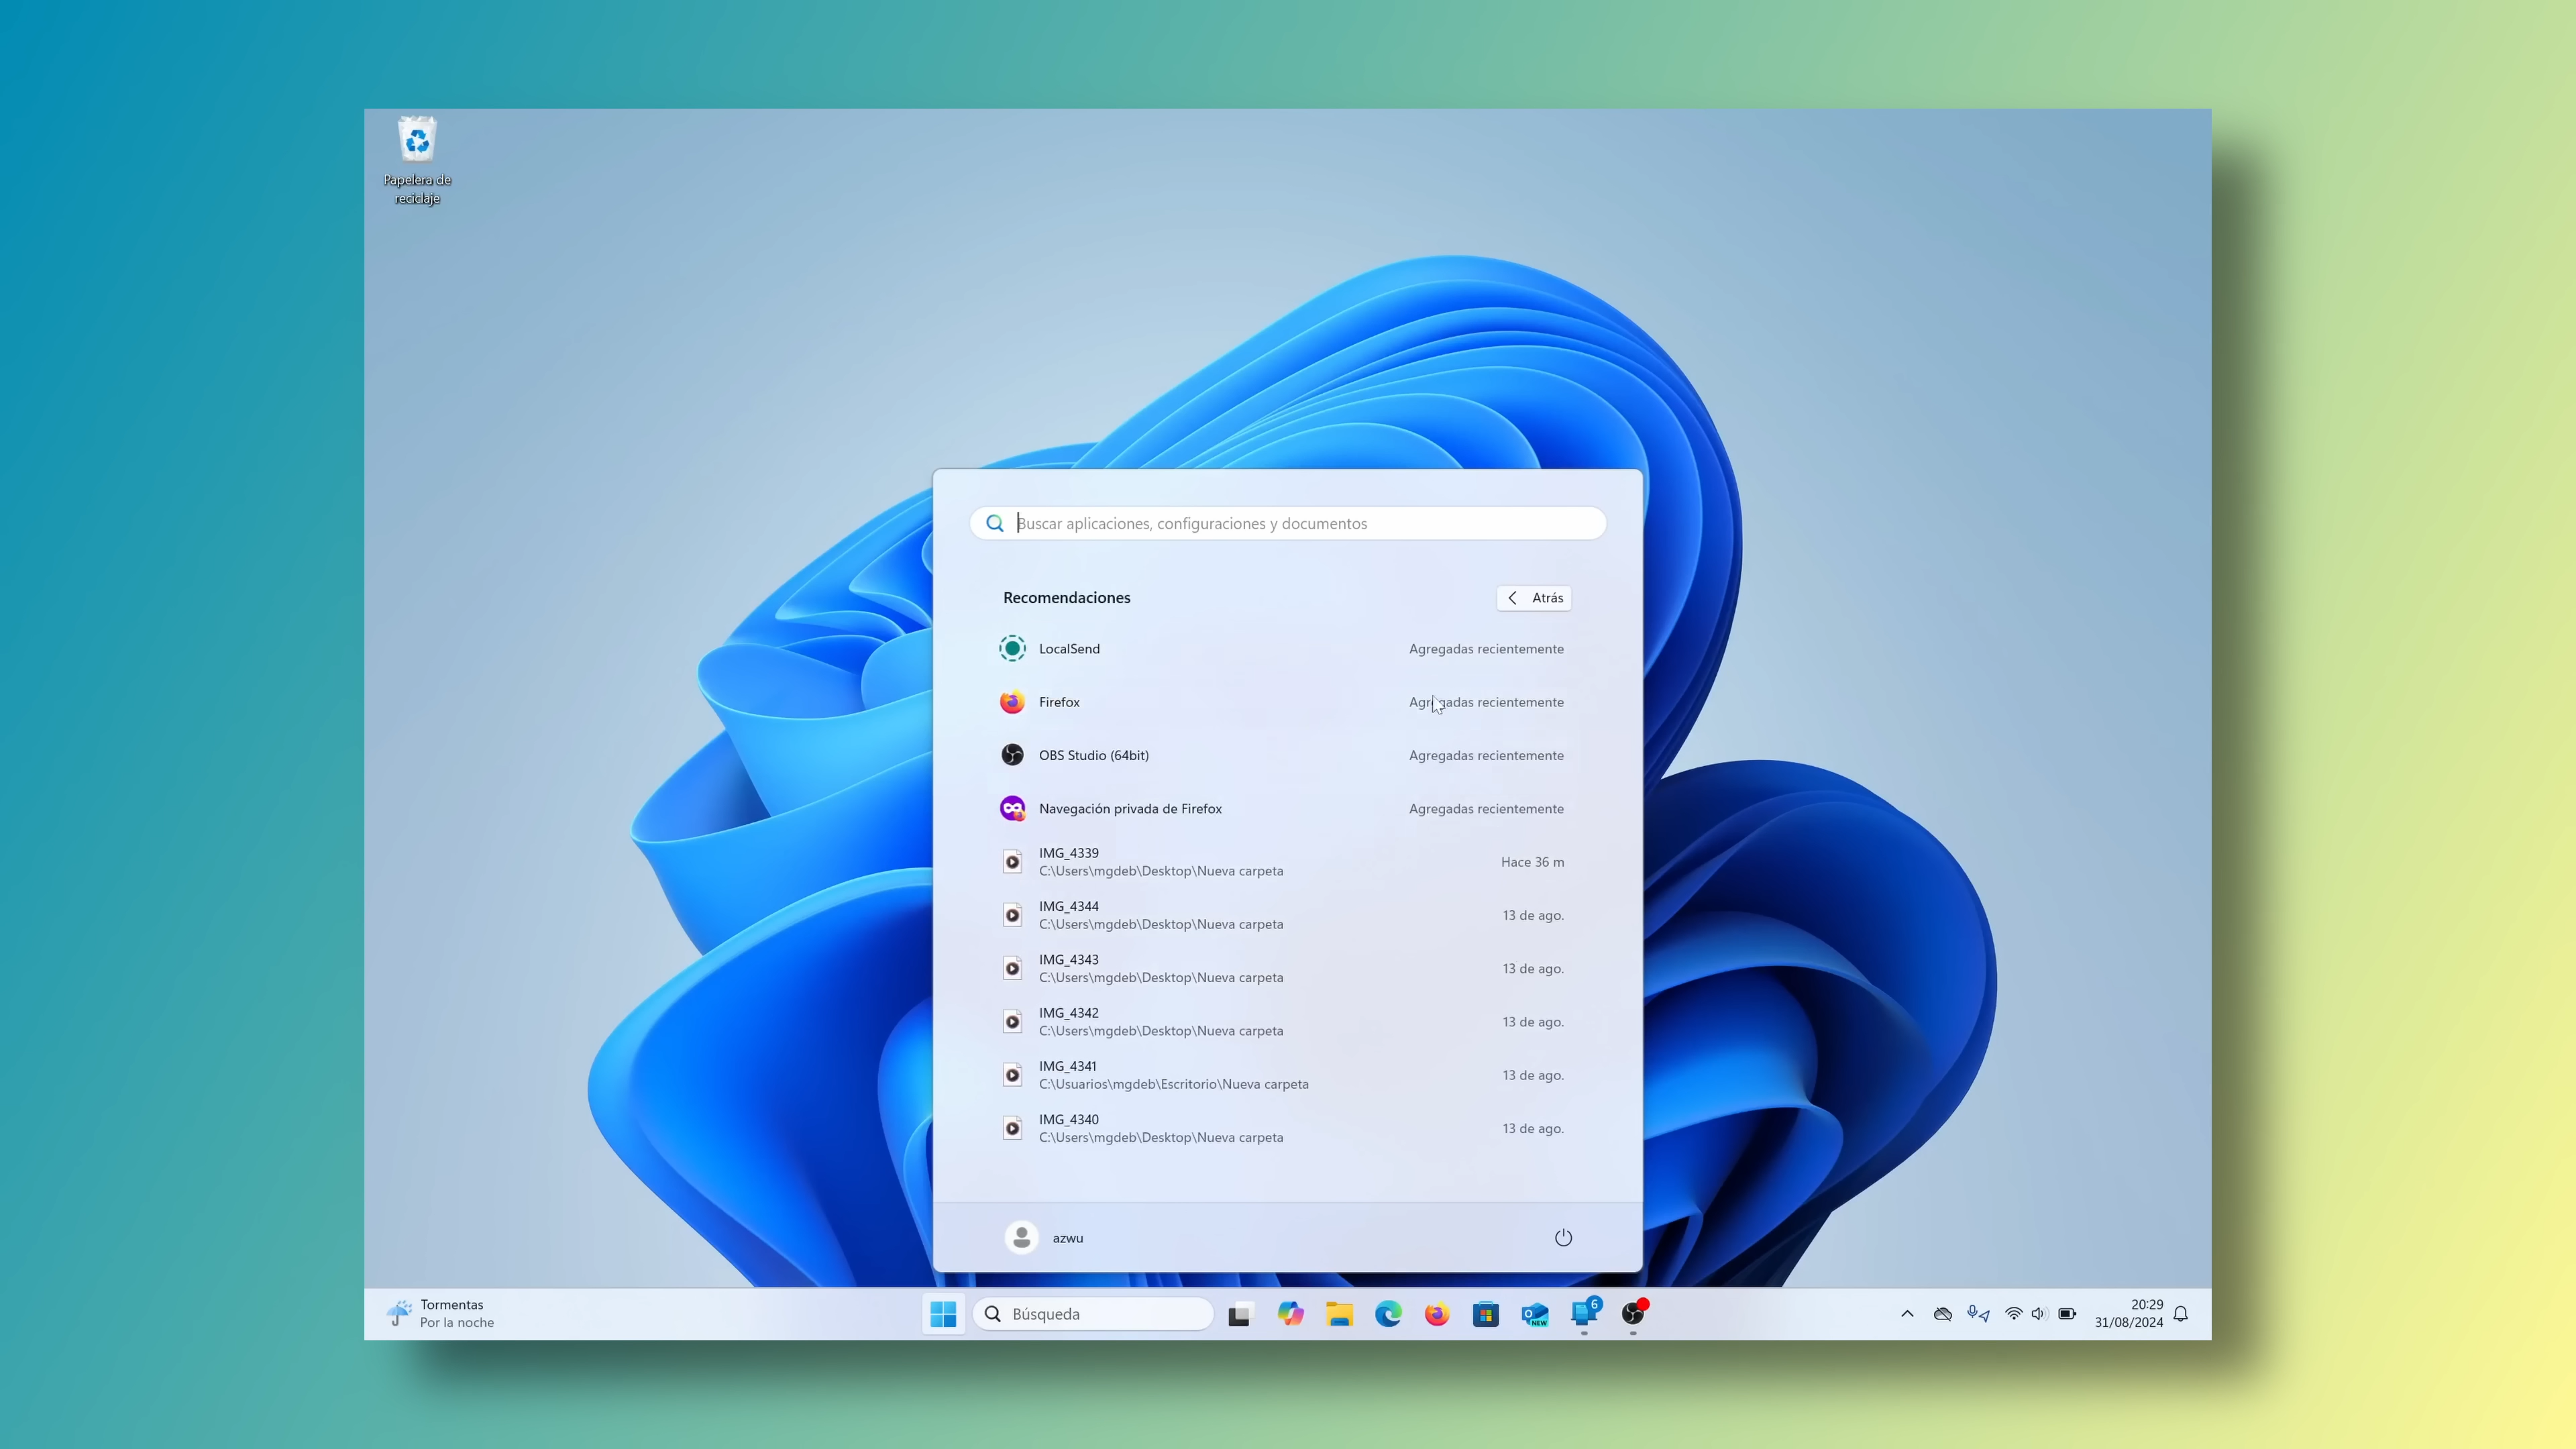 Papelera de
reciclaje
Buscar aplicaciones, configuraciones y documentos
Recomendaciones
Atrás
LocalSend
Agregadas recientemente
Firefox
Agregadas recientemente
OBS Studio (64bit)
Agregadas recientemente
Navegación privada de Firefox
Agregadas recientemente
IMG_4339
C:\Users\mgdeb\Desktop\Nueva carpeta
Hace 36 m
IMG_4344
C:\Users\mgdeb\Desktop\Nueva carpeta
13 de ago.
IMG_4343
C:\Users\mgdeb\Desktop\Nueva carpeta
13 de ago.
IMG_4342
C:\Users\mgdeb\Desktop\Nueva carpeta
13 de ago.
IMG_4341
C:\Usuarios\mgdeb\Escritorio\Nueva carpeta
13 de ago.
IMG_4340
C:\Users\mgdeb\Desktop\Nueva carpeta
13 de ago.
azwu
Tormentas
Por la noche
Búsqueda
NEW
6
20:29
31/08/2024